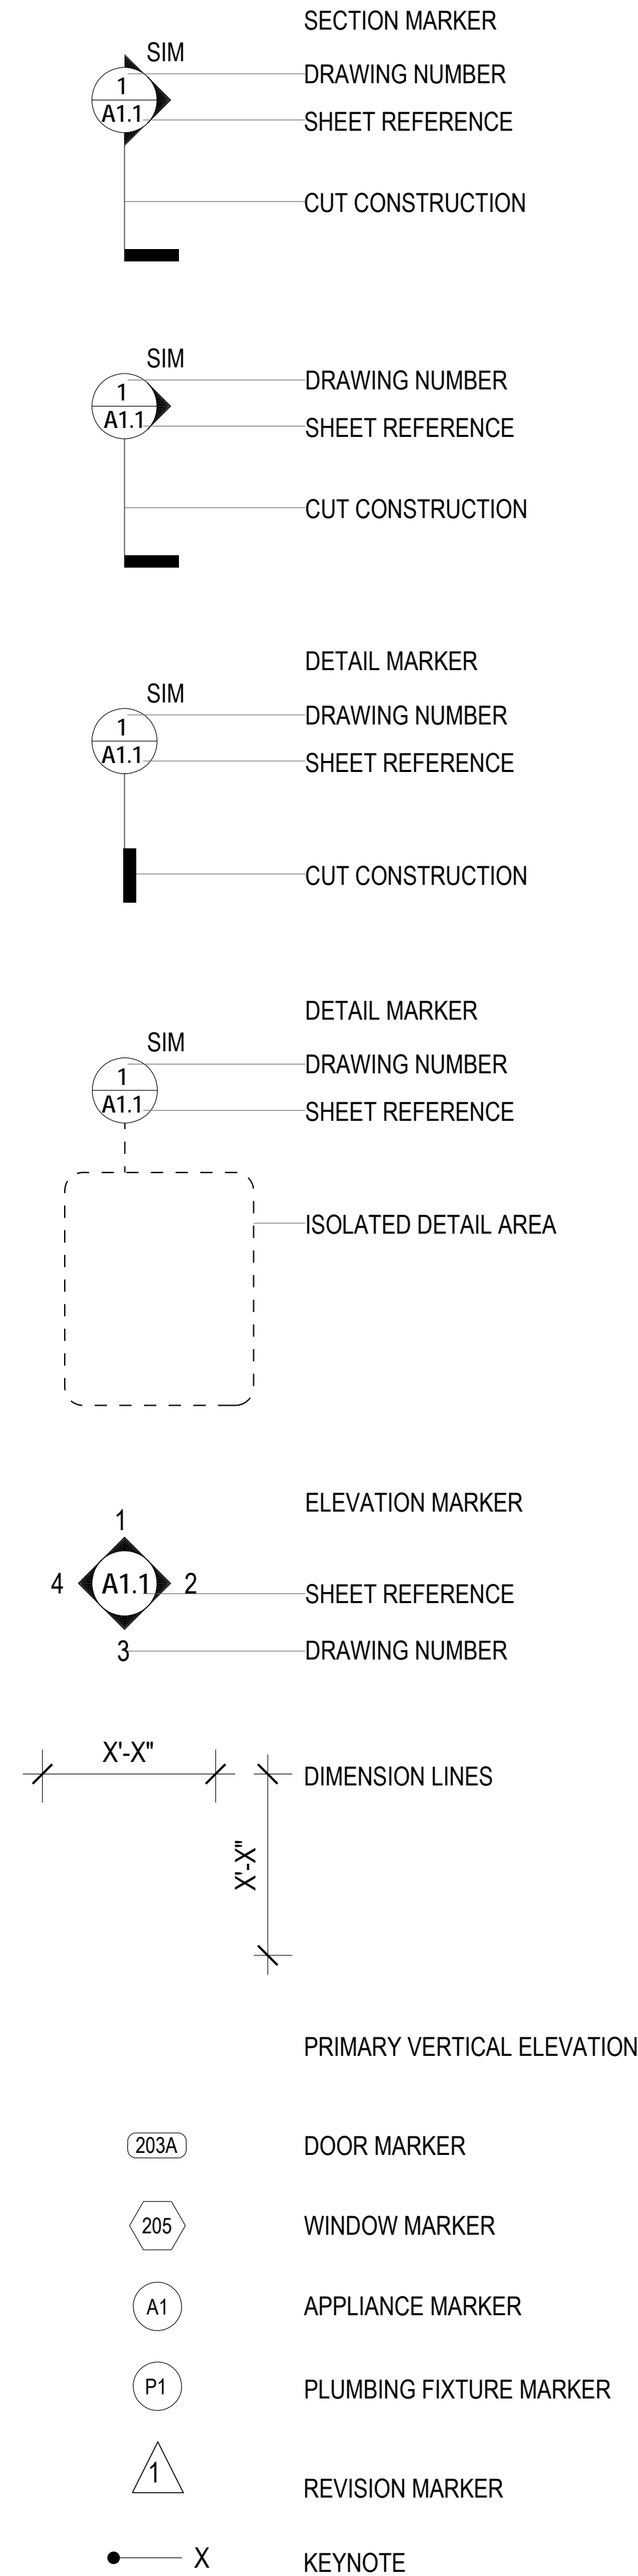 SECTION MARKER
SIM
1
DRAWING NUMBER
A1.1
SHEET REFERENCE
CUT CONSTRUCTION
SIM
1
DRAWING NUMBER
A1.1
SHEET REFERENCE
CUT CONSTRUCTION
DETAIL MARKER
SIM
1
DRAWING NUMBER
A1.1
SHEET REFERENCE
CUT CONSTRUCTION
DETAIL MARKER
SIM
1
DRAWING NUMBER
A1.1
SHEET REFERENCE
ISOLATED DETAIL AREA
ELEVATION MARKER
1
4
A1.1
2
SHEET REFERENCE
3
DRAWING NUMBER
X'-X"
DIMENSION LINES
X'-X"
PRIMARY VERTICAL ELEVATION
203A
DOOR MARKER
205
WINDOW MARKER
A1
APPLIANCE MARKER
P1
PLUMBING FIXTURE MARKER
1
REVISION MARKER
X
KEYNOTE